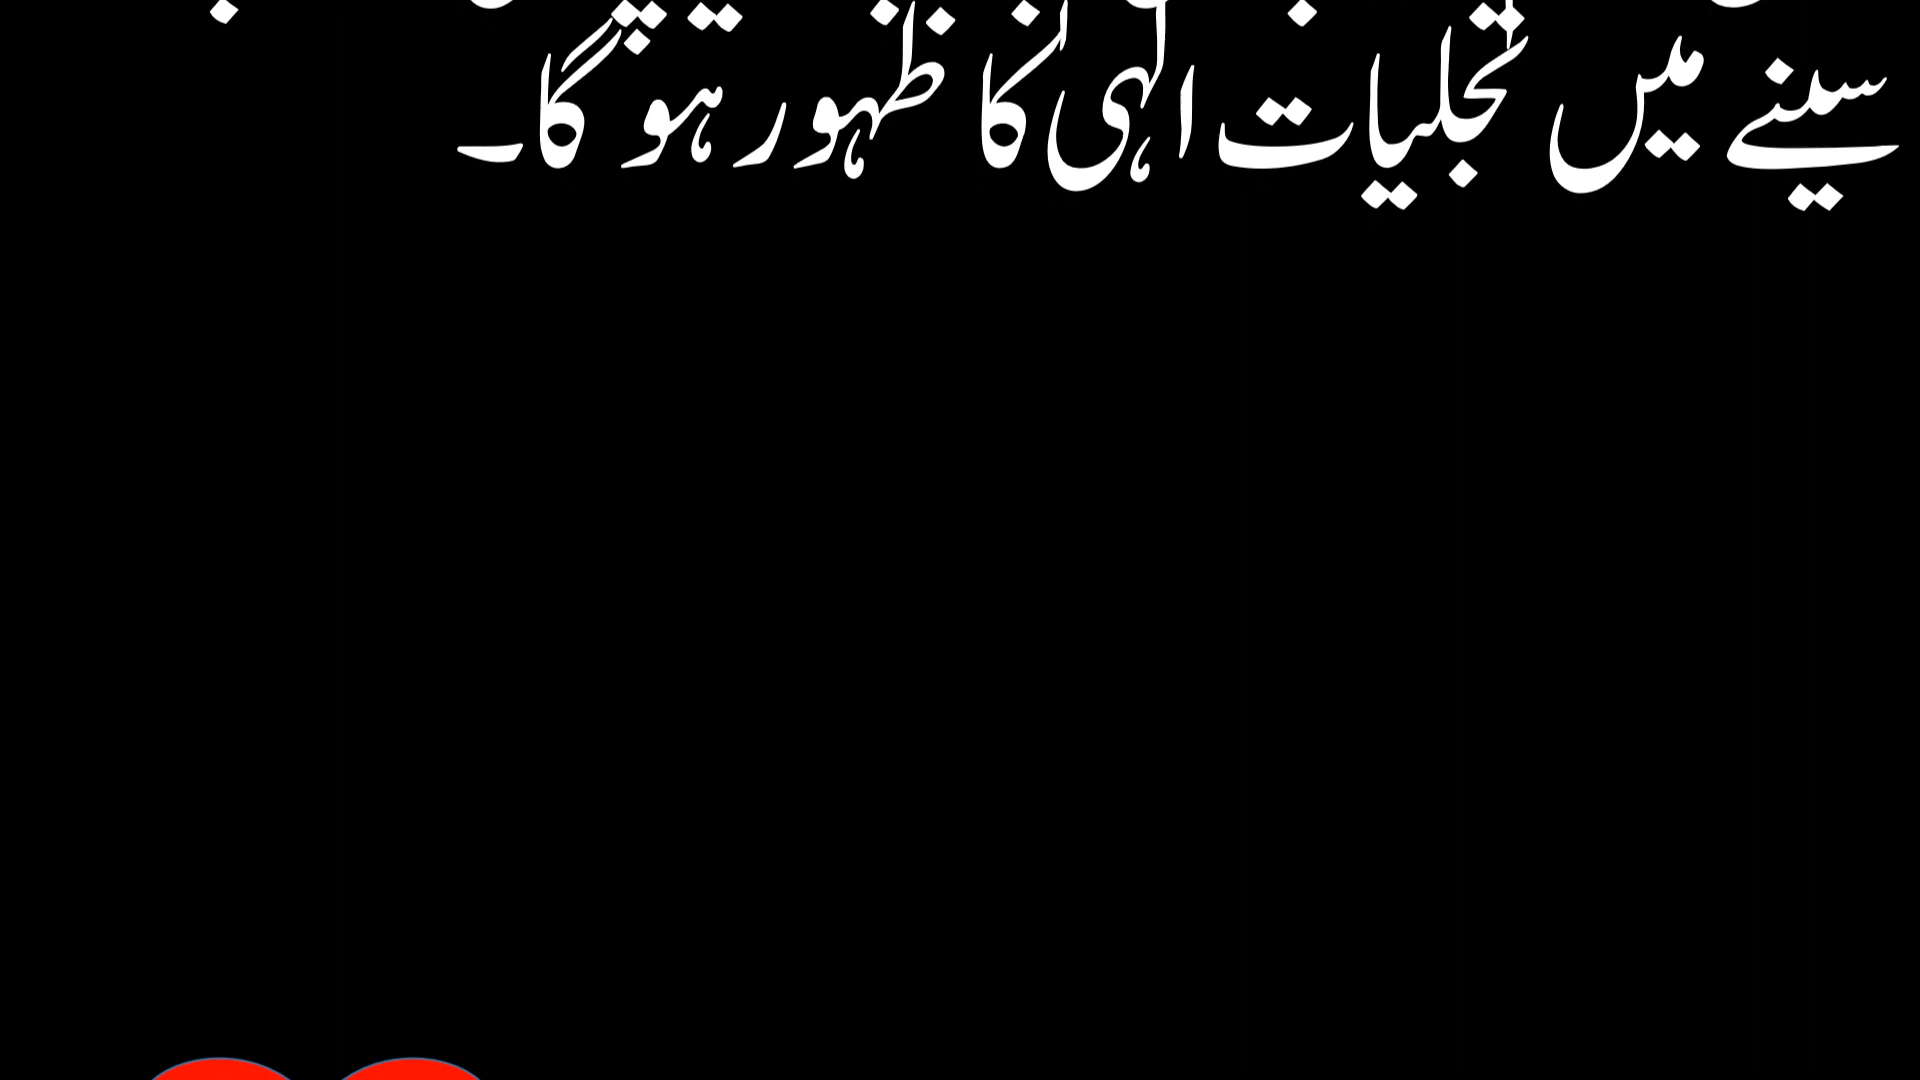 سینے میں تجلیات الٰہی کا ظہور ہو گا۔